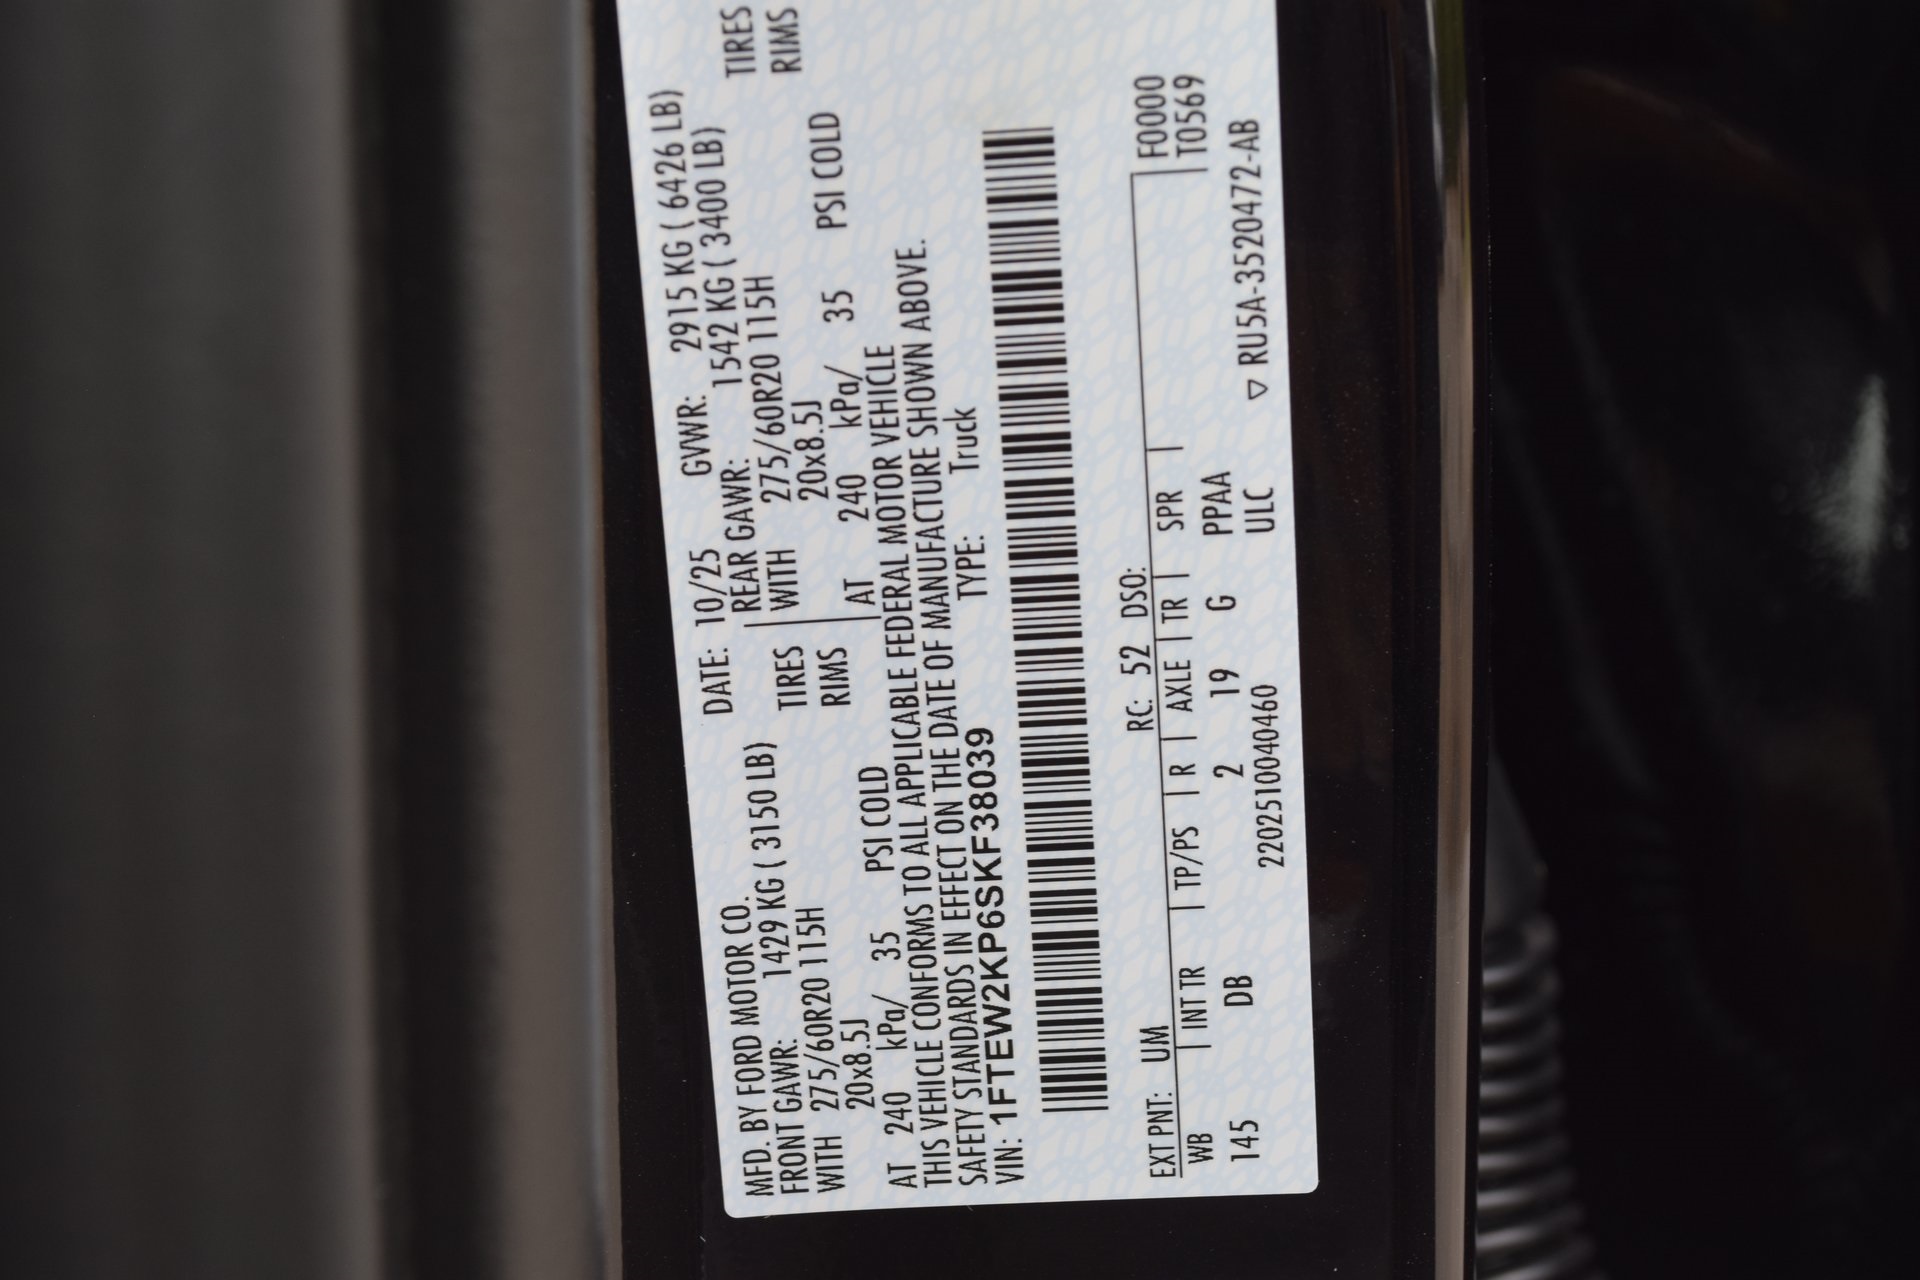 MFD. BY FORD MOTOR CO. DATE: 10/25 GVWR: 2915 KG ( 6426 LB)
FRONT GAWR: 1429 KG ( 3150 LB) REAR GAWR: 1542 KG ( 3400 LB)
WITH 275/60R20 115H TIRES WITH 275/60R20 115H TIRES
20x8.5J RIMS 20x8.5J RIMS
AT 240 kPa/ 35 PSI COLD AT 240 kPa/ 35 PSI COLD
THIS VEHICLE CONFORMS TO ALL APPLICABLE FEDERAL MOTOR VEHICLE
SAFETY STANDARDS IN EFFECT ON THE DATE OF MANUFACTURE SHOWN ABOVE.
VIN: 1FTEW2KP6SKF38039 TYPE: Truck
EXT PNT: UM RC: 52 DSO: F0000
WB | INT TR | TP/PS | R | AXLE | TR | SPR | T0569
145 DB 2 19 G PPAA
2202510040460 ULC ▽ RU5A-3520472-AB